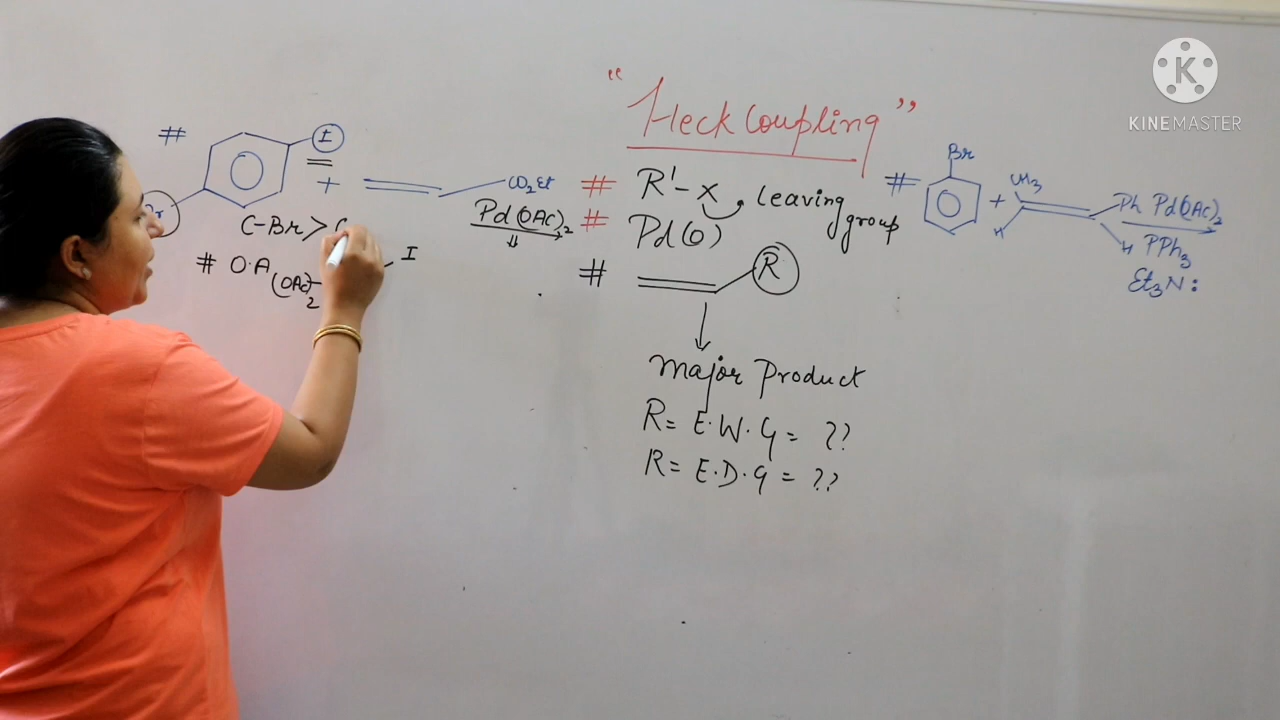 "Heck Coupling"
# I
Br
+ CO2Et
Pd(OAc)2
C-Br >
# O.A
(OAc)2 I
# R'-X leaving group
# Pd(0)
# R
Major Product
R = E.W.G = ??
R = E.D.G = ??
# Br
+ CH3 Ph
H H
Pd(OAc)2
PPh3
Et3N:
K
KINEMASTER